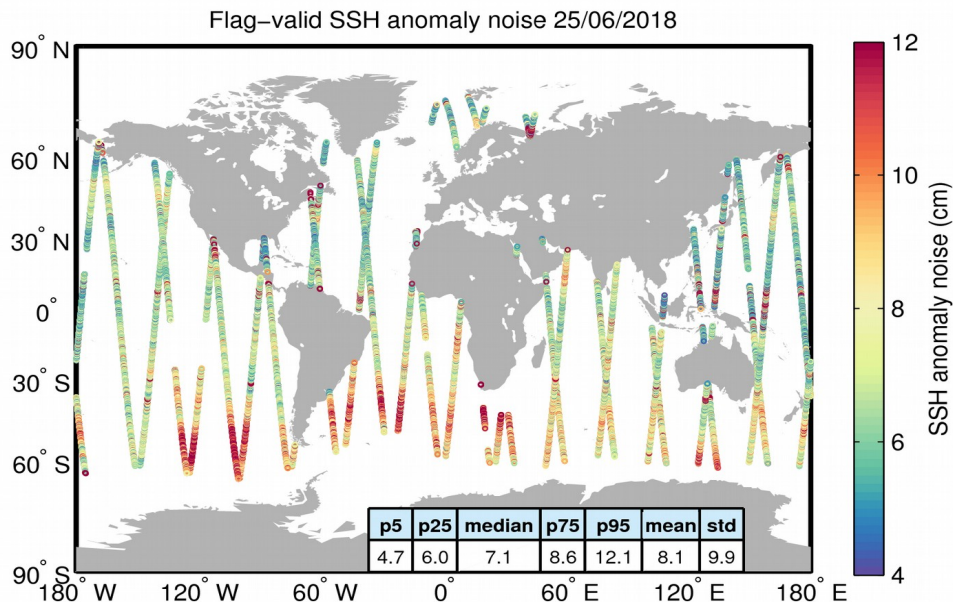 Flag−valid SSH anomaly noise 25/06/2018
90° N
60° N
30° N
0°
30° S
60° S
90° S
180° W
120° W
60° W
0°
60° E
120° E
180° E
p5 p25 median p75 p95 mean std
4.7 6.0 7.1 8.6 12.1 8.1 9.9
12
10
8
6
4
SSH anomaly noise (cm)